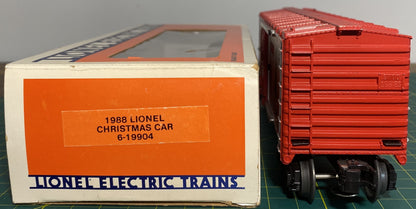 1988 LIONEL
CHRISTMAS CAR
6-19904
LIONEL ELECTRIC TRAINS